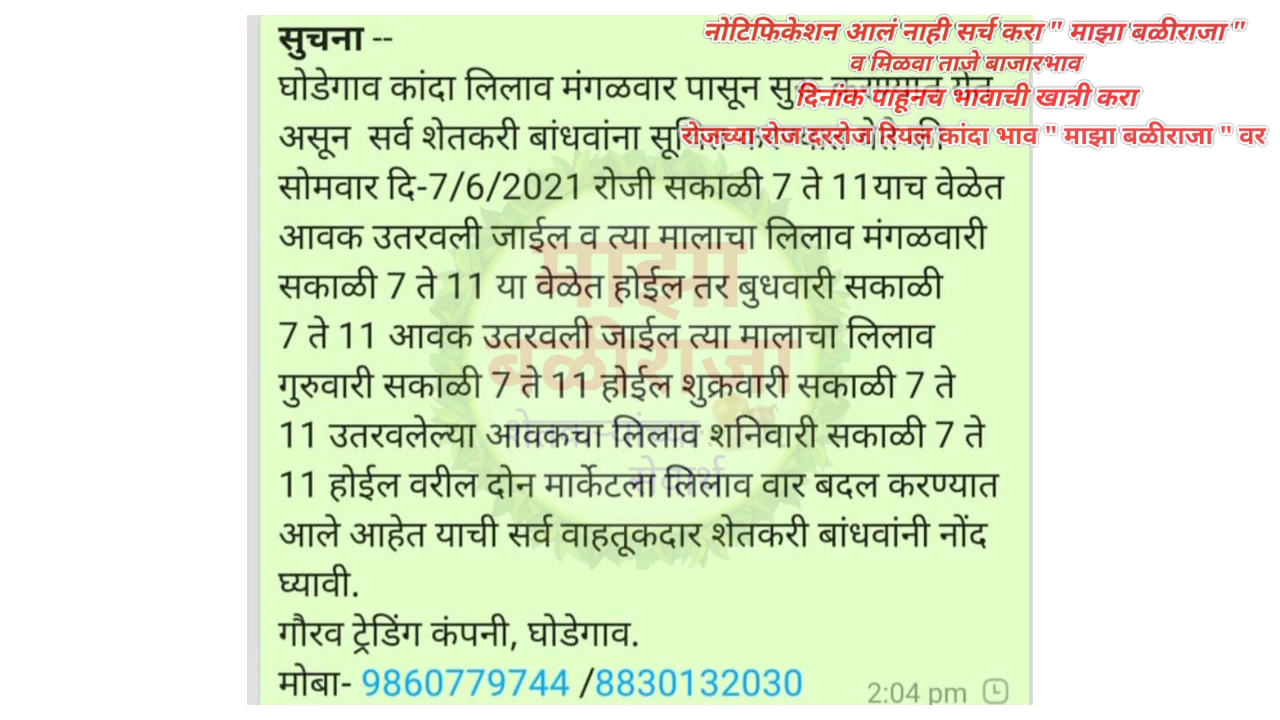 सुचना --
घोडेगाव कांदा लिलाव मंगळवार पासून सुरू करण्यात येत
असून सर्व शेतकरी बांधवांना सूचित करण्यात येते की
सोमवार दि-7/6/2021 रोजी सकाळी 7 ते 11याच वेळेत
आवक उतरवली जाईल व त्या मालाचा लिलाव मंगळवारी
सकाळी 7 ते 11 या वेळेत होईल तर बुधवारी सकाळी
7 ते 11 आवक उतरवली जाईल त्या मालाचा लिलाव
गुरुवारी सकाळी 7 ते 11 होईल शुक्रवारी सकाळी 7 ते
11 उतरवलेल्या आवकचा लिलाव शनिवारी सकाळी 7 ते
11 होईल वरील दोन मार्केटला लिलाव वार बदल करण्यात
आले आहेत याची सर्व वाहतूकदार शेतकरी बांधवांनी नोंद
घ्यावी.
गौरव ट्रेडिंग कंपनी, घोडेगाव.
मोबा- 9860779744 /8830132030
2:04 pm
नोटिफिकेशन आलं नाही सर्च करा " माझा बळीराजा "
व मिळवा ताजे बाजारभाव
दिनांक पाहूनच भावाची खात्री करा
रोजच्या रोज दररोज रियल कांदा भाव " माझा बळीराजा " वर
माझा
बळीराजा
सेवार्थ